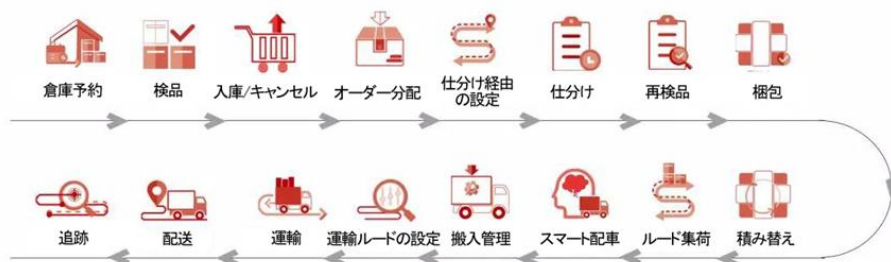 倉庫予約
検品
入庫/キャンセル
オーダー分配
仕分け経由
の設定
仕分け
再検品
梱包
追跡
配送
運輸
運輸ルードの設定
搬入管理
スマート配車
ルード集荷
積み替え